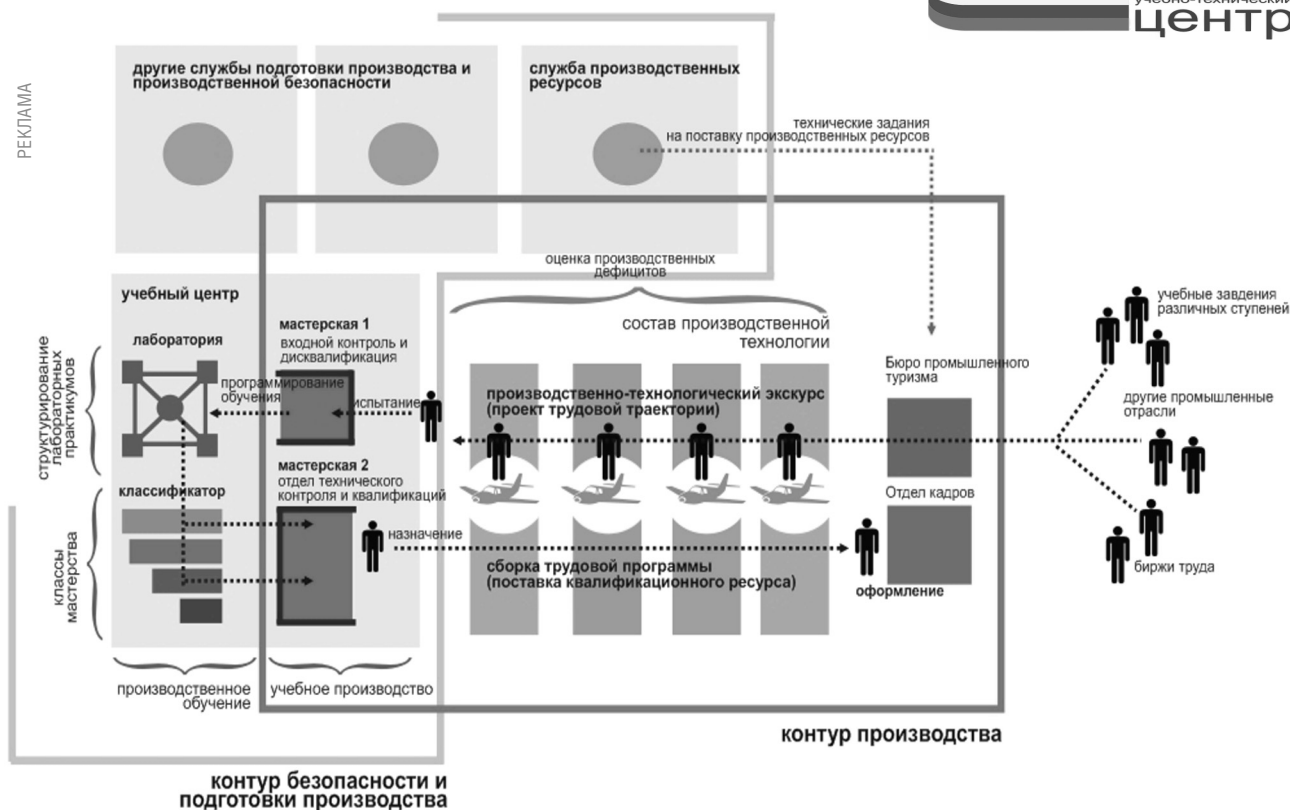 учебно-технический
центр
РЕКЛАМА
другие службы подготовки производства и
производственной безопасности
служба производственных
ресурсов
технические задания
на поставку производственных ресурсов
оценка производственных
дефицитов
учебный центр
состав производственной
технологии
учебные завдения
различных ступеней
лаборатория
мастерская 1
входной контроль и
дисквалификация
Бюро промышленного
туризма
структурирование
лабораторных
практикумов
программирование
обучения
испытание
производственно-технологический экскурс
(проект трудовой траектории)
другие промышленные
отрасли
мастерская 2
отдел технического
контроля и квалификаций
классификатор
Отдел кадров
классы
мастерства
назначение
сборка трудовой программы
(поставка квалификационного ресурса)
оформление
биржи труда
производственное
обучение
учебное производство
контур производства
контур безопасности и
подготовки производства